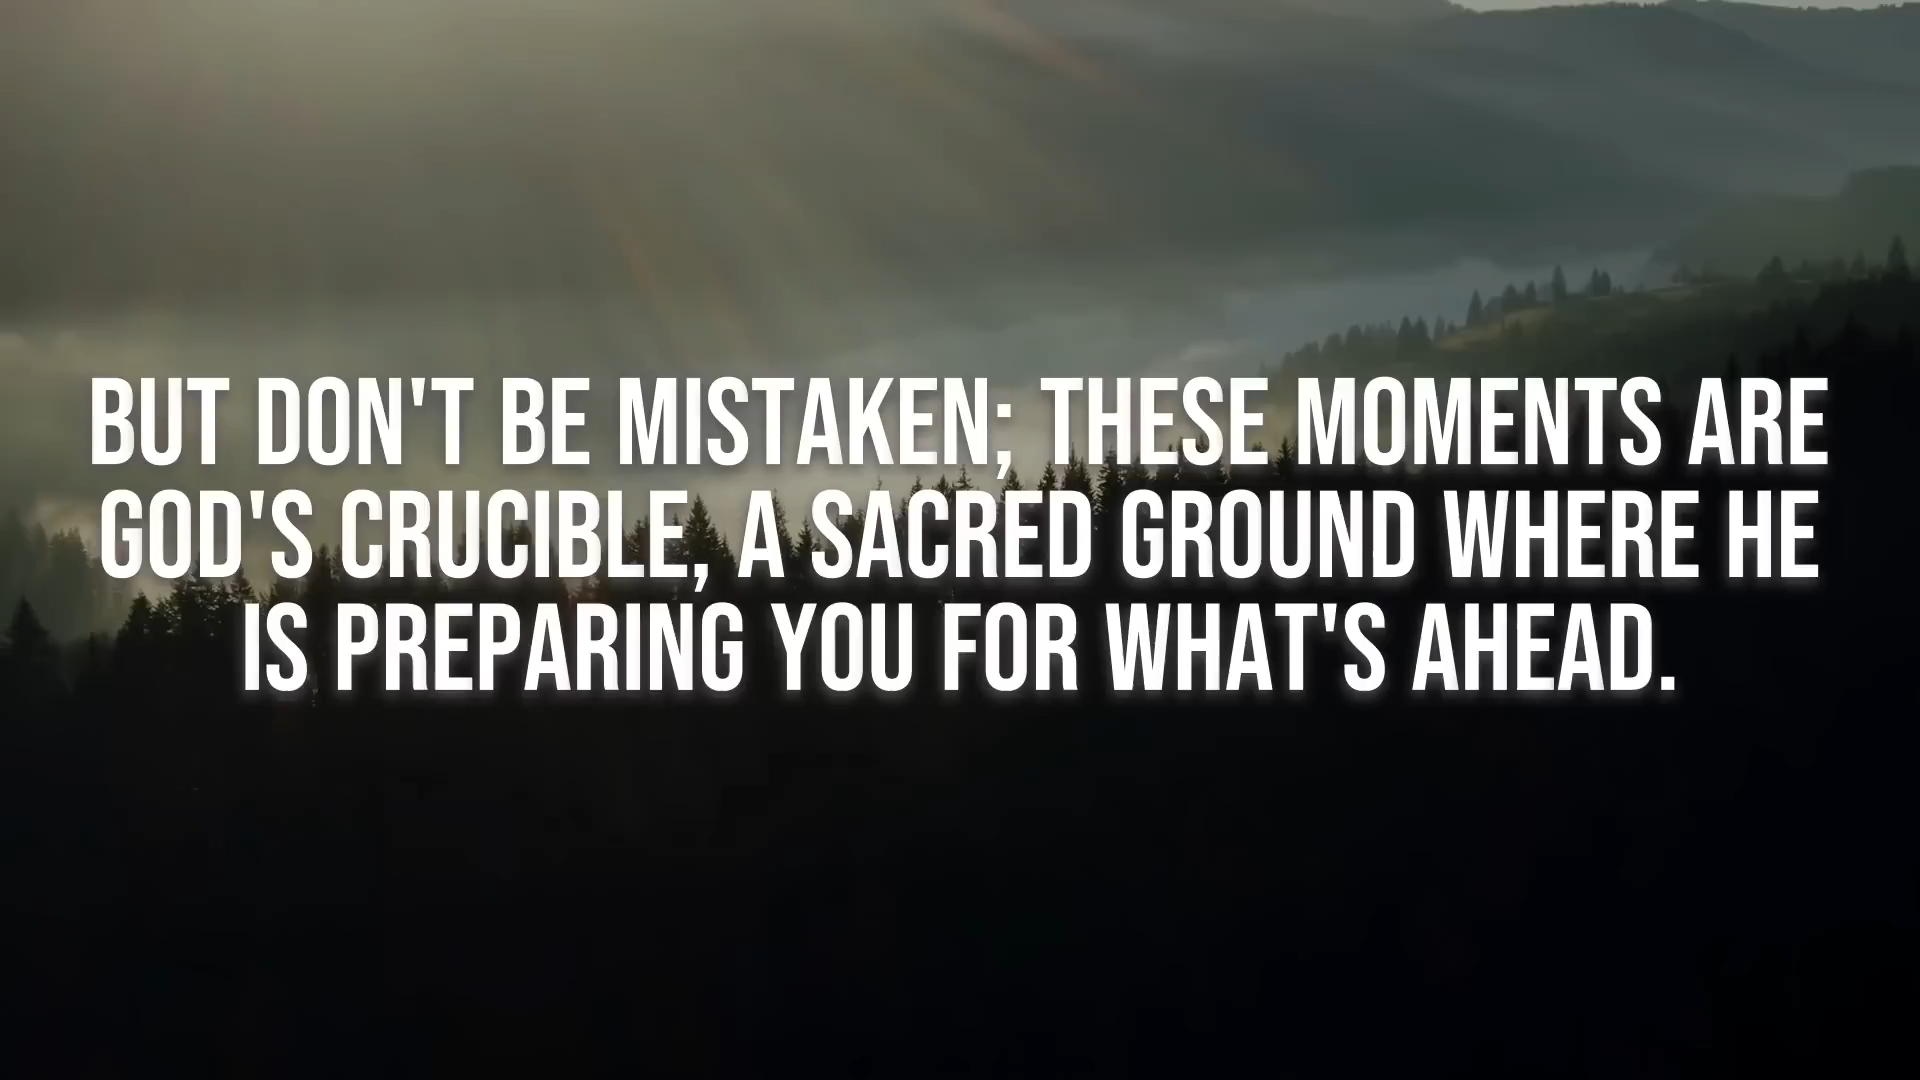 BUT DON'T BE MISTAKEN; THESE MOMENTS ARE
GOD'S CRUCIBLE, A SACRED GROUND WHERE HE
IS PREPARING YOU FOR WHAT'S AHEAD.